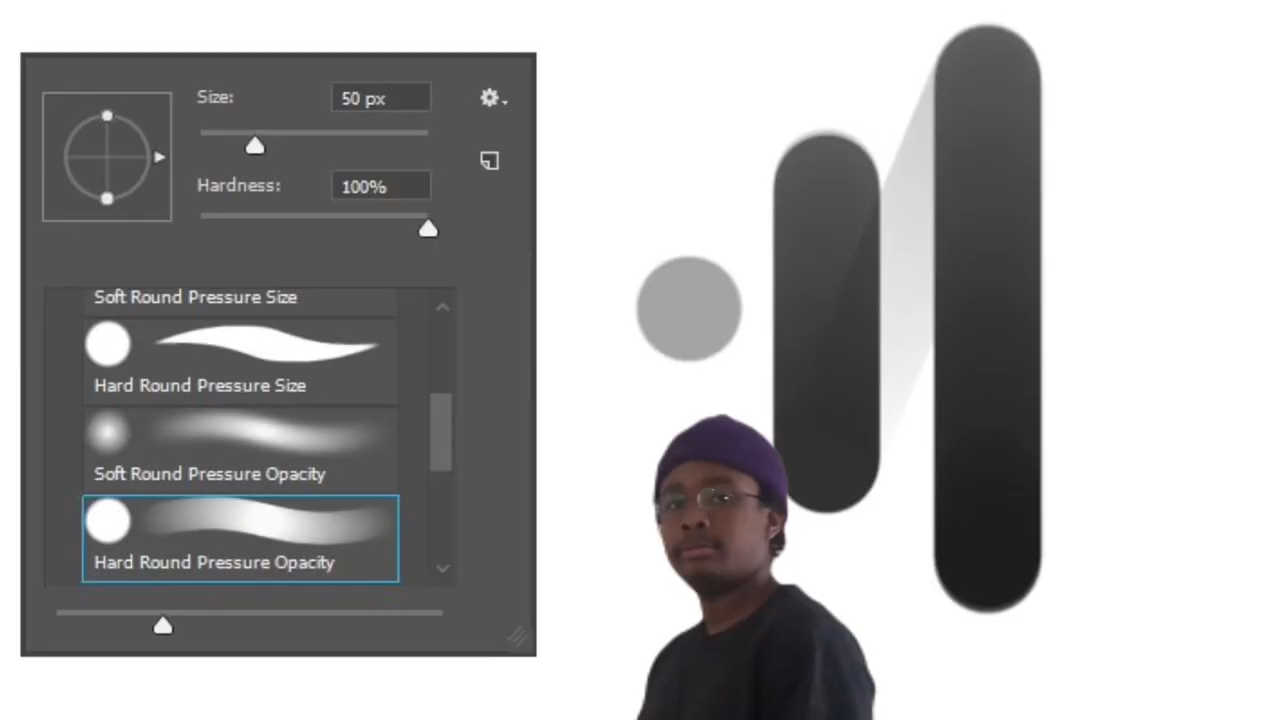 Size:
50 px
Hardness:
100%
Soft Round Pressure Size
Hard Round Pressure Size
Soft Round Pressure Opacity
Hard Round Pressure Opacity